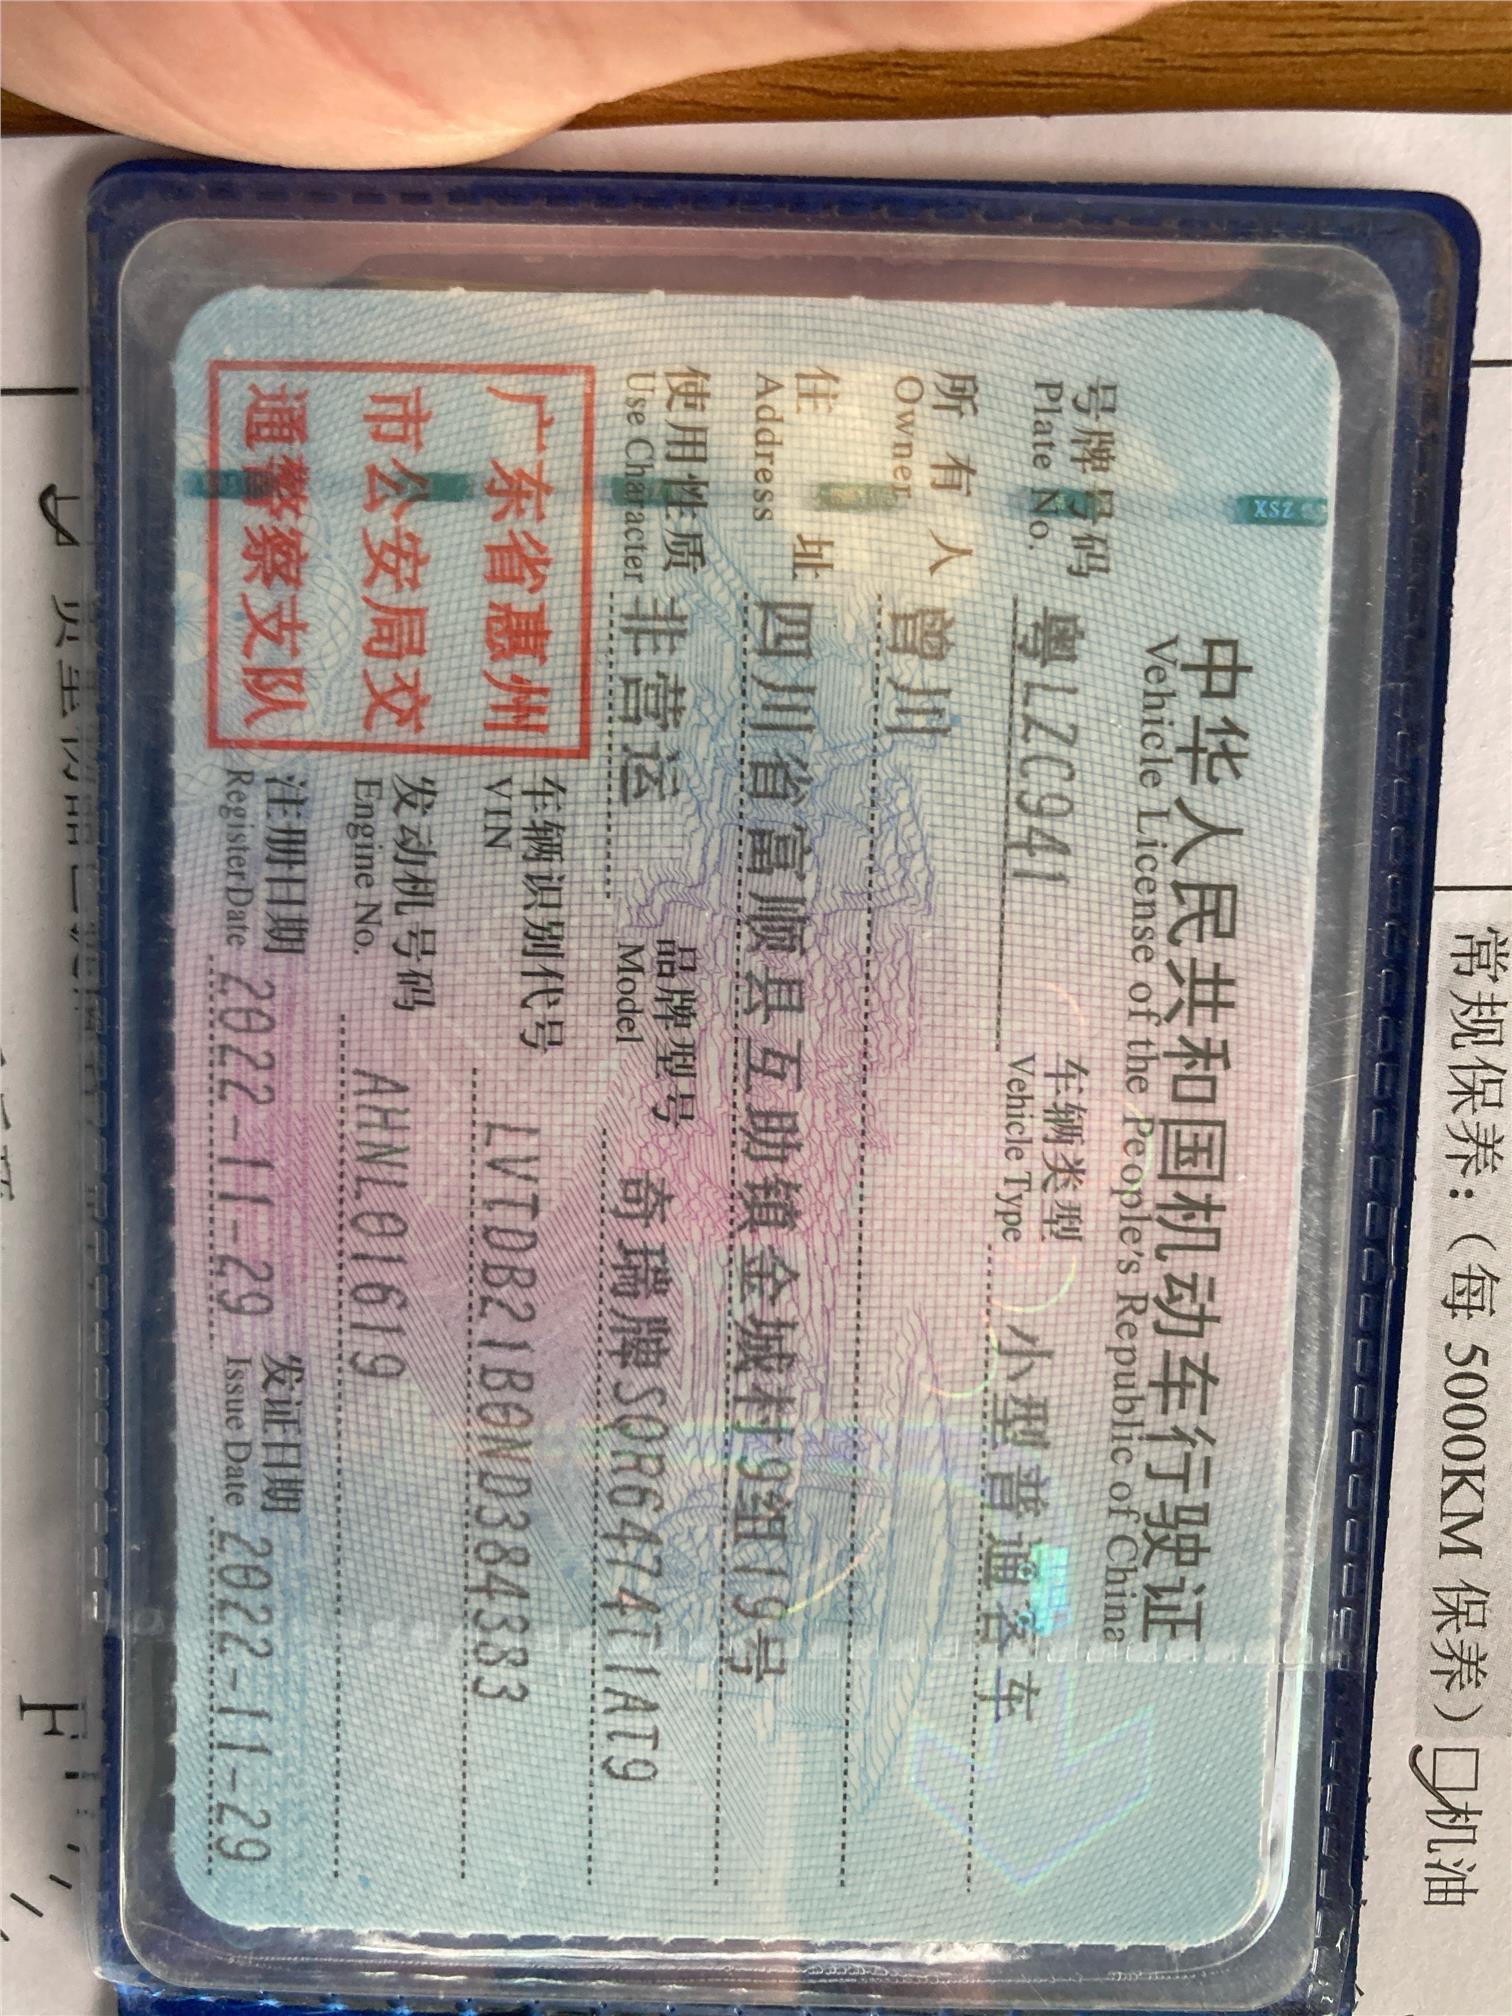 中华人民共和国机动车行驶证
Vehicle License of the People's Republic of China
号牌号码 粤LZC941 车辆类型 小型普通客车
Plate No. Vehicle Type
所有人 曾川
Owner
住址 四川省富顺县互助镇金城村9组19号
Address
使用性质 非营运 品牌型号 奇瑞牌SQR6474T1AT9
Use Character Model
广东省惠州
市公安局交
通警察支队
车辆识别代号 LVTDB21B0ND384383
VIN
发动机号码 AHNL01619
Engine No.
注册日期 2022-11-29 发证日期 2022-11-29
Register Date Issue Date
XSZ
常规保养：（每 5000KM 保养）□机油